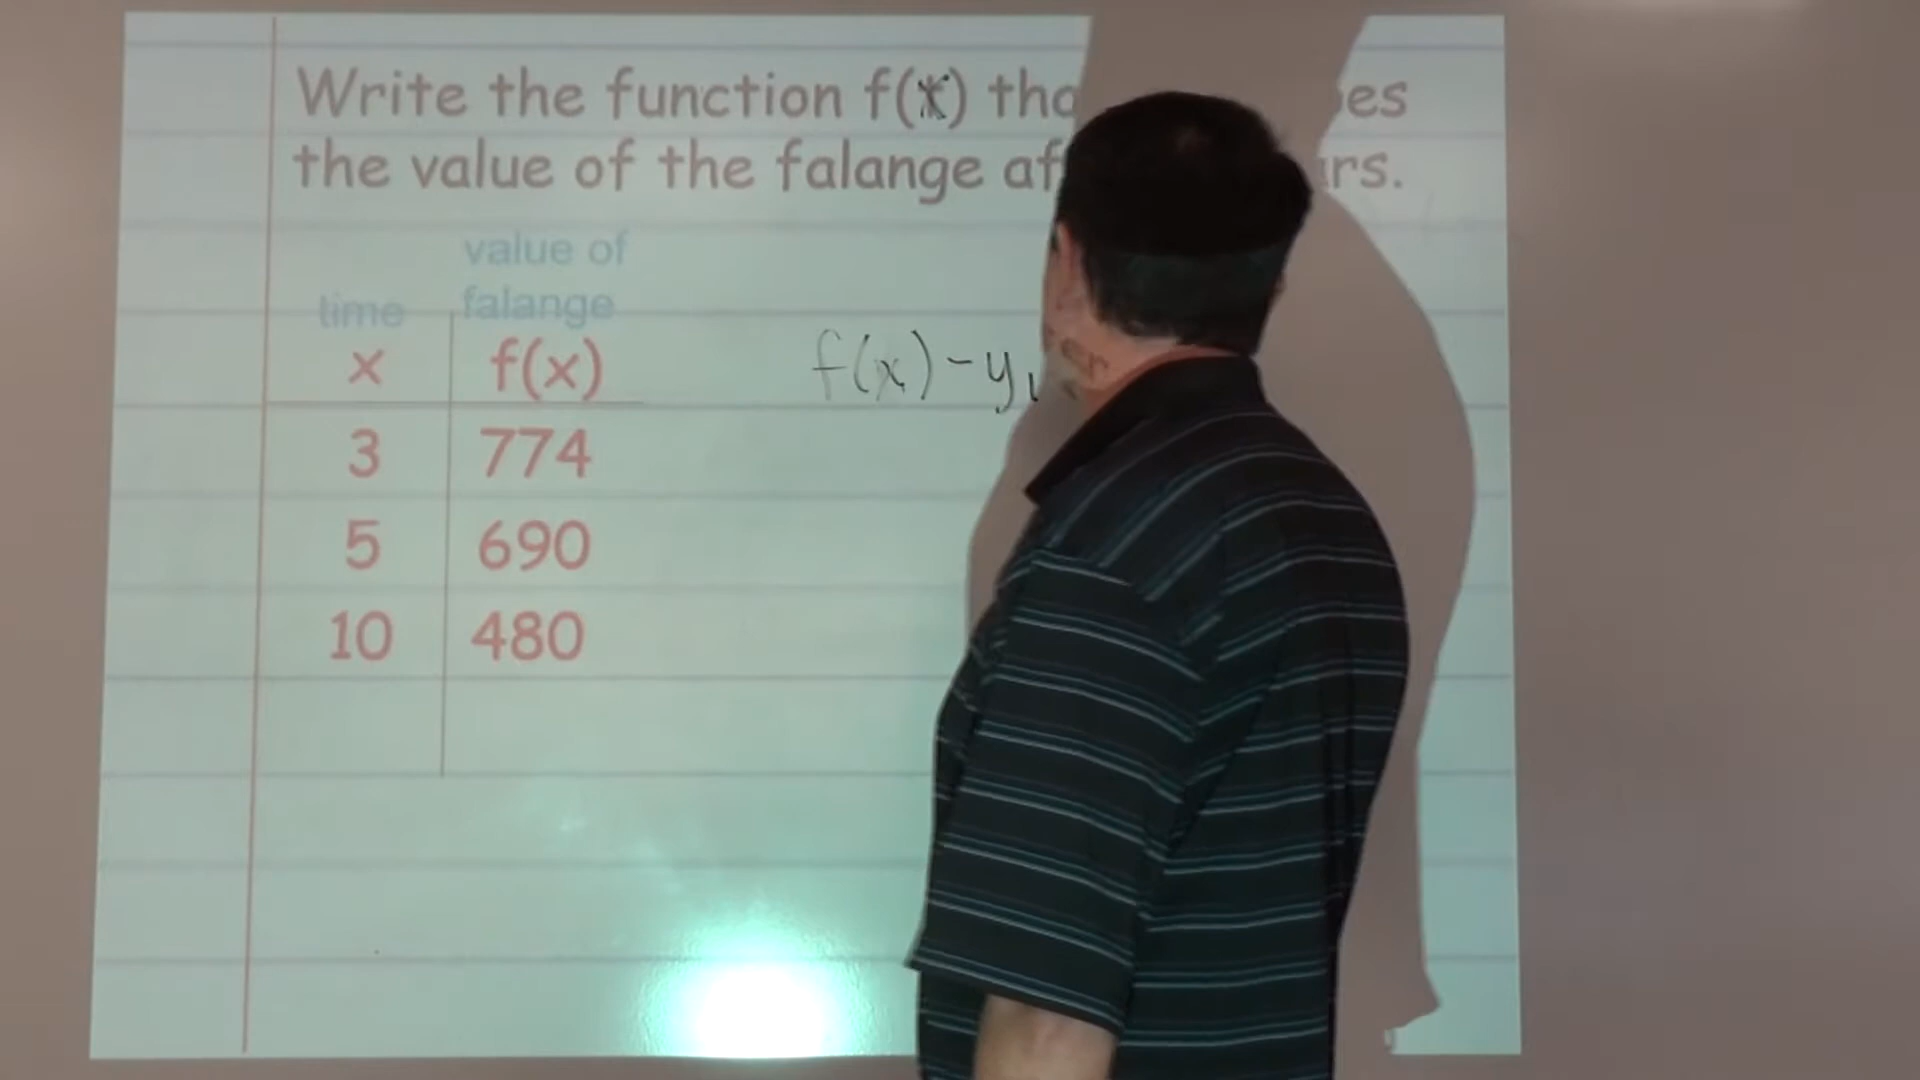 Write the function f(x) tha es
the value of the falange af rs.
value of
time falange
x f(x)
f(x)-y₁
3 774
5 690
10 480